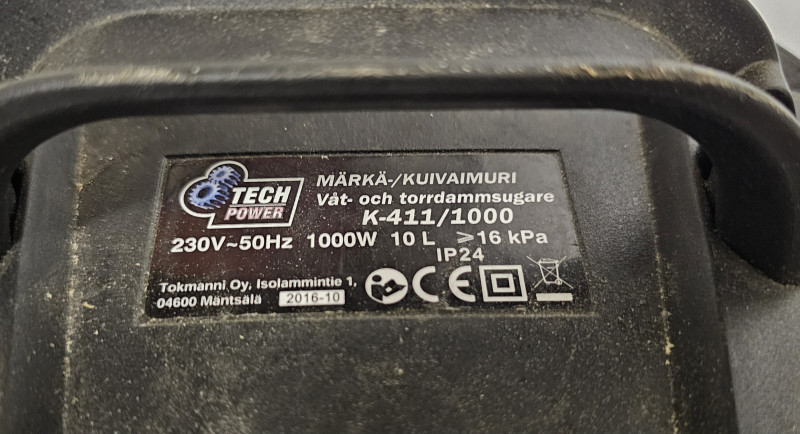 TECH
POWER
MÄRKÄ-/KUIVAIMURI
Våt- och torrdammsugare
K-411/1000
230V~50Hz 1000W 10 L ⩾16 kPa
IP24
Tokmanni Oy, Isolammintie 1,
04600 Mäntsälä 2016-10
CE